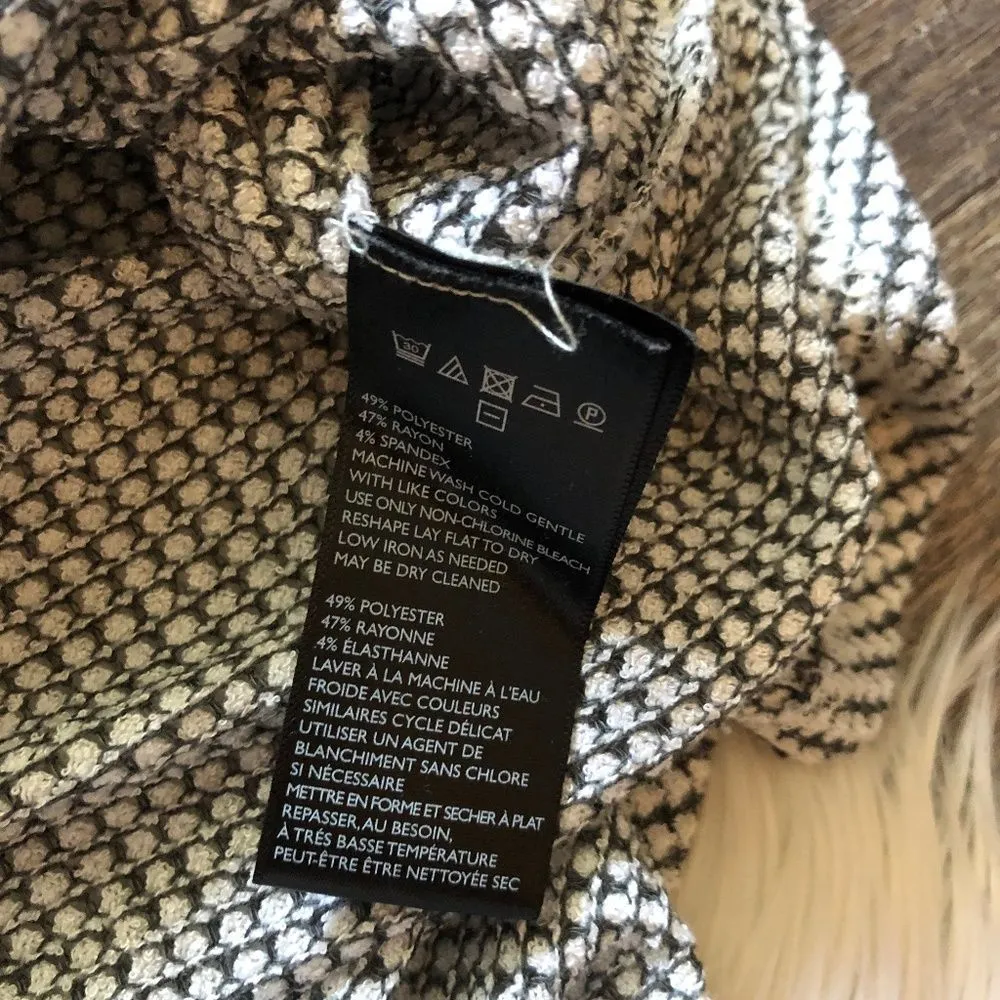 30
P
49% POLYESTER
47% RAYON
4% SPANDEX
MACHINE WASH COLD GENTLE
WITH LIKE COLORS
USE ONLY NON-CHLORINE BLEACH
RESHAPE LAY FLAT TO DRY
LOW IRON AS NEEDED
MAY BE DRY CLEANED
49% POLYESTER
47% RAYONNE
4% ÉLASTHANNE
LAVER À LA MACHINE À L'EAU
FROIDE AVEC COULEURS
SIMILAIRES CYCLE DÉLICAT
UTILISER UN AGENT DE
BLANCHIMENT SANS CHLORE
SI NÉCESSAIRE
METTRE EN FORME ET SECHER À PLAT
REPASSER, AU BESOIN,
À TRÉS BASSE TEMPÉRATURE
PEUT-ÊTRE ÊTRE NETTOYÉE SEC